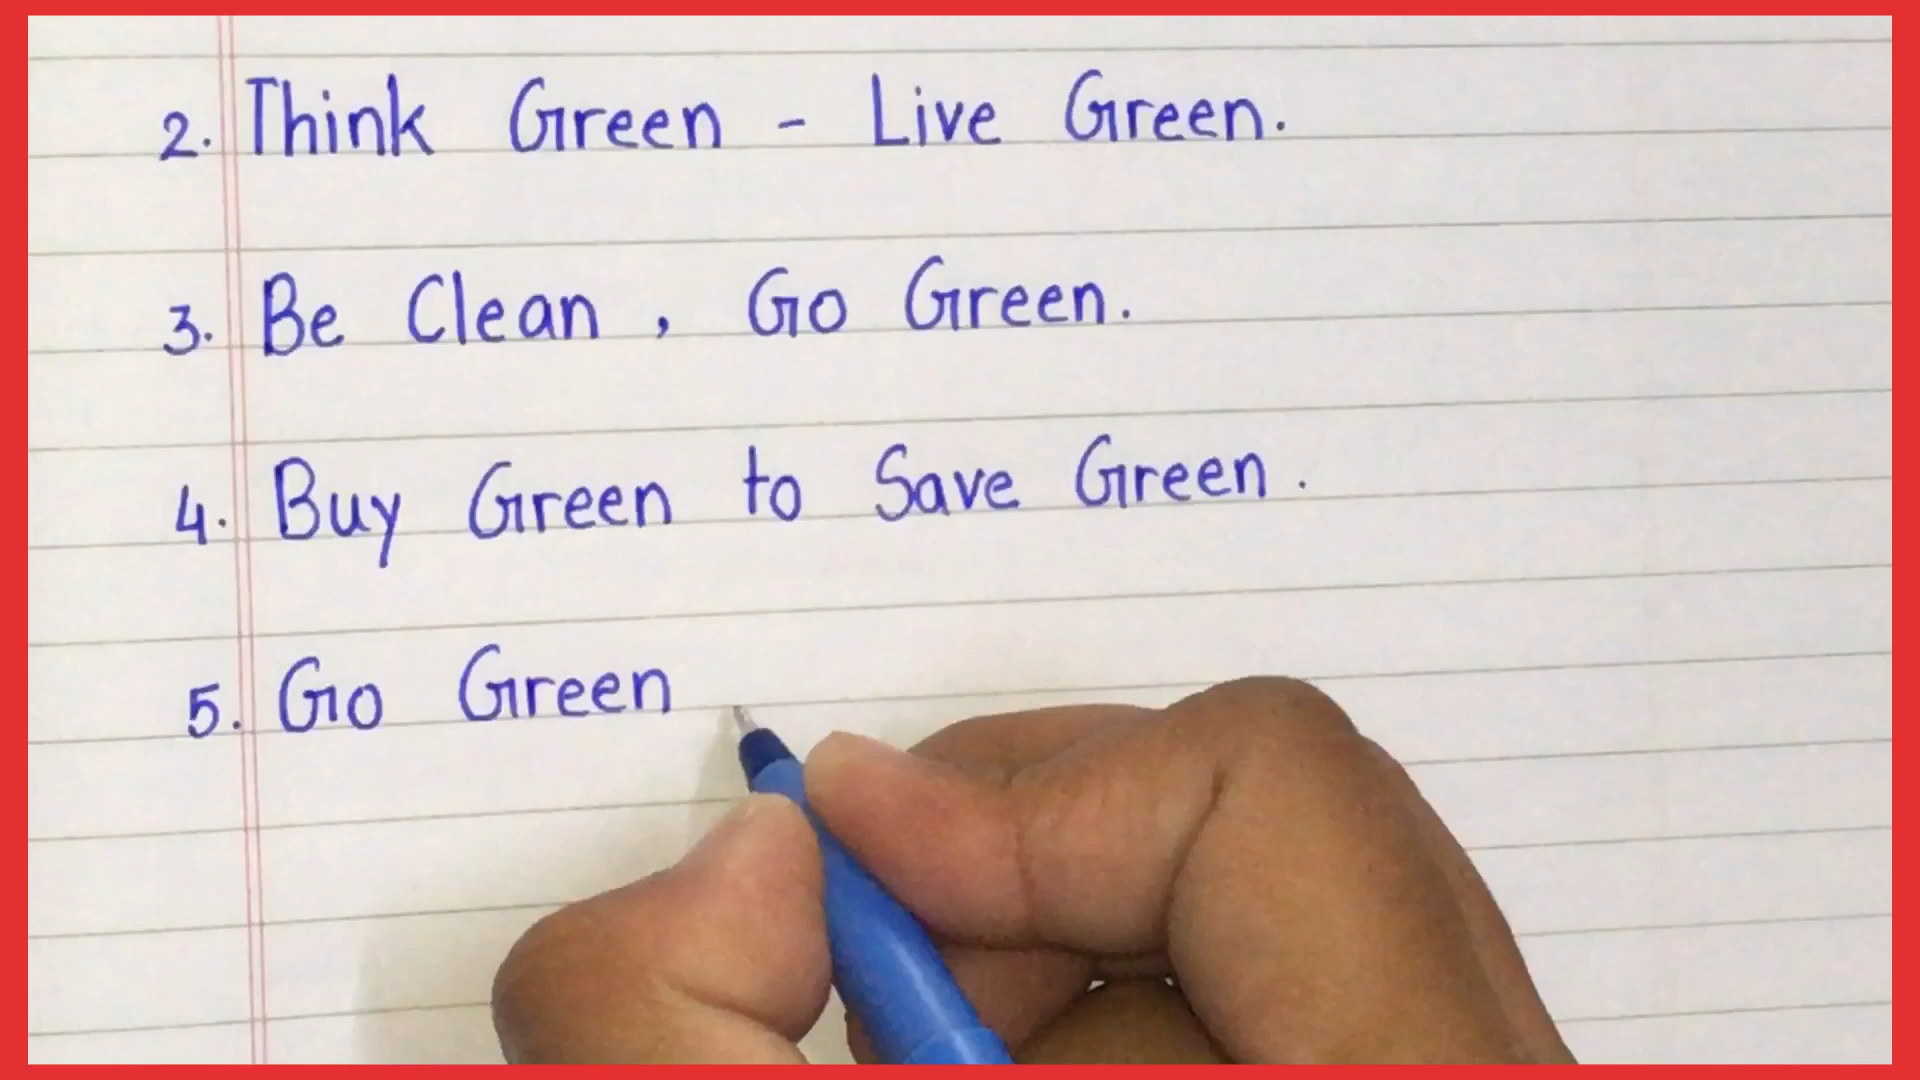 2. Think Green - Live Green.
3. Be Clean, Go Green.
4. Buy Green to Save Green.
5. Go Green